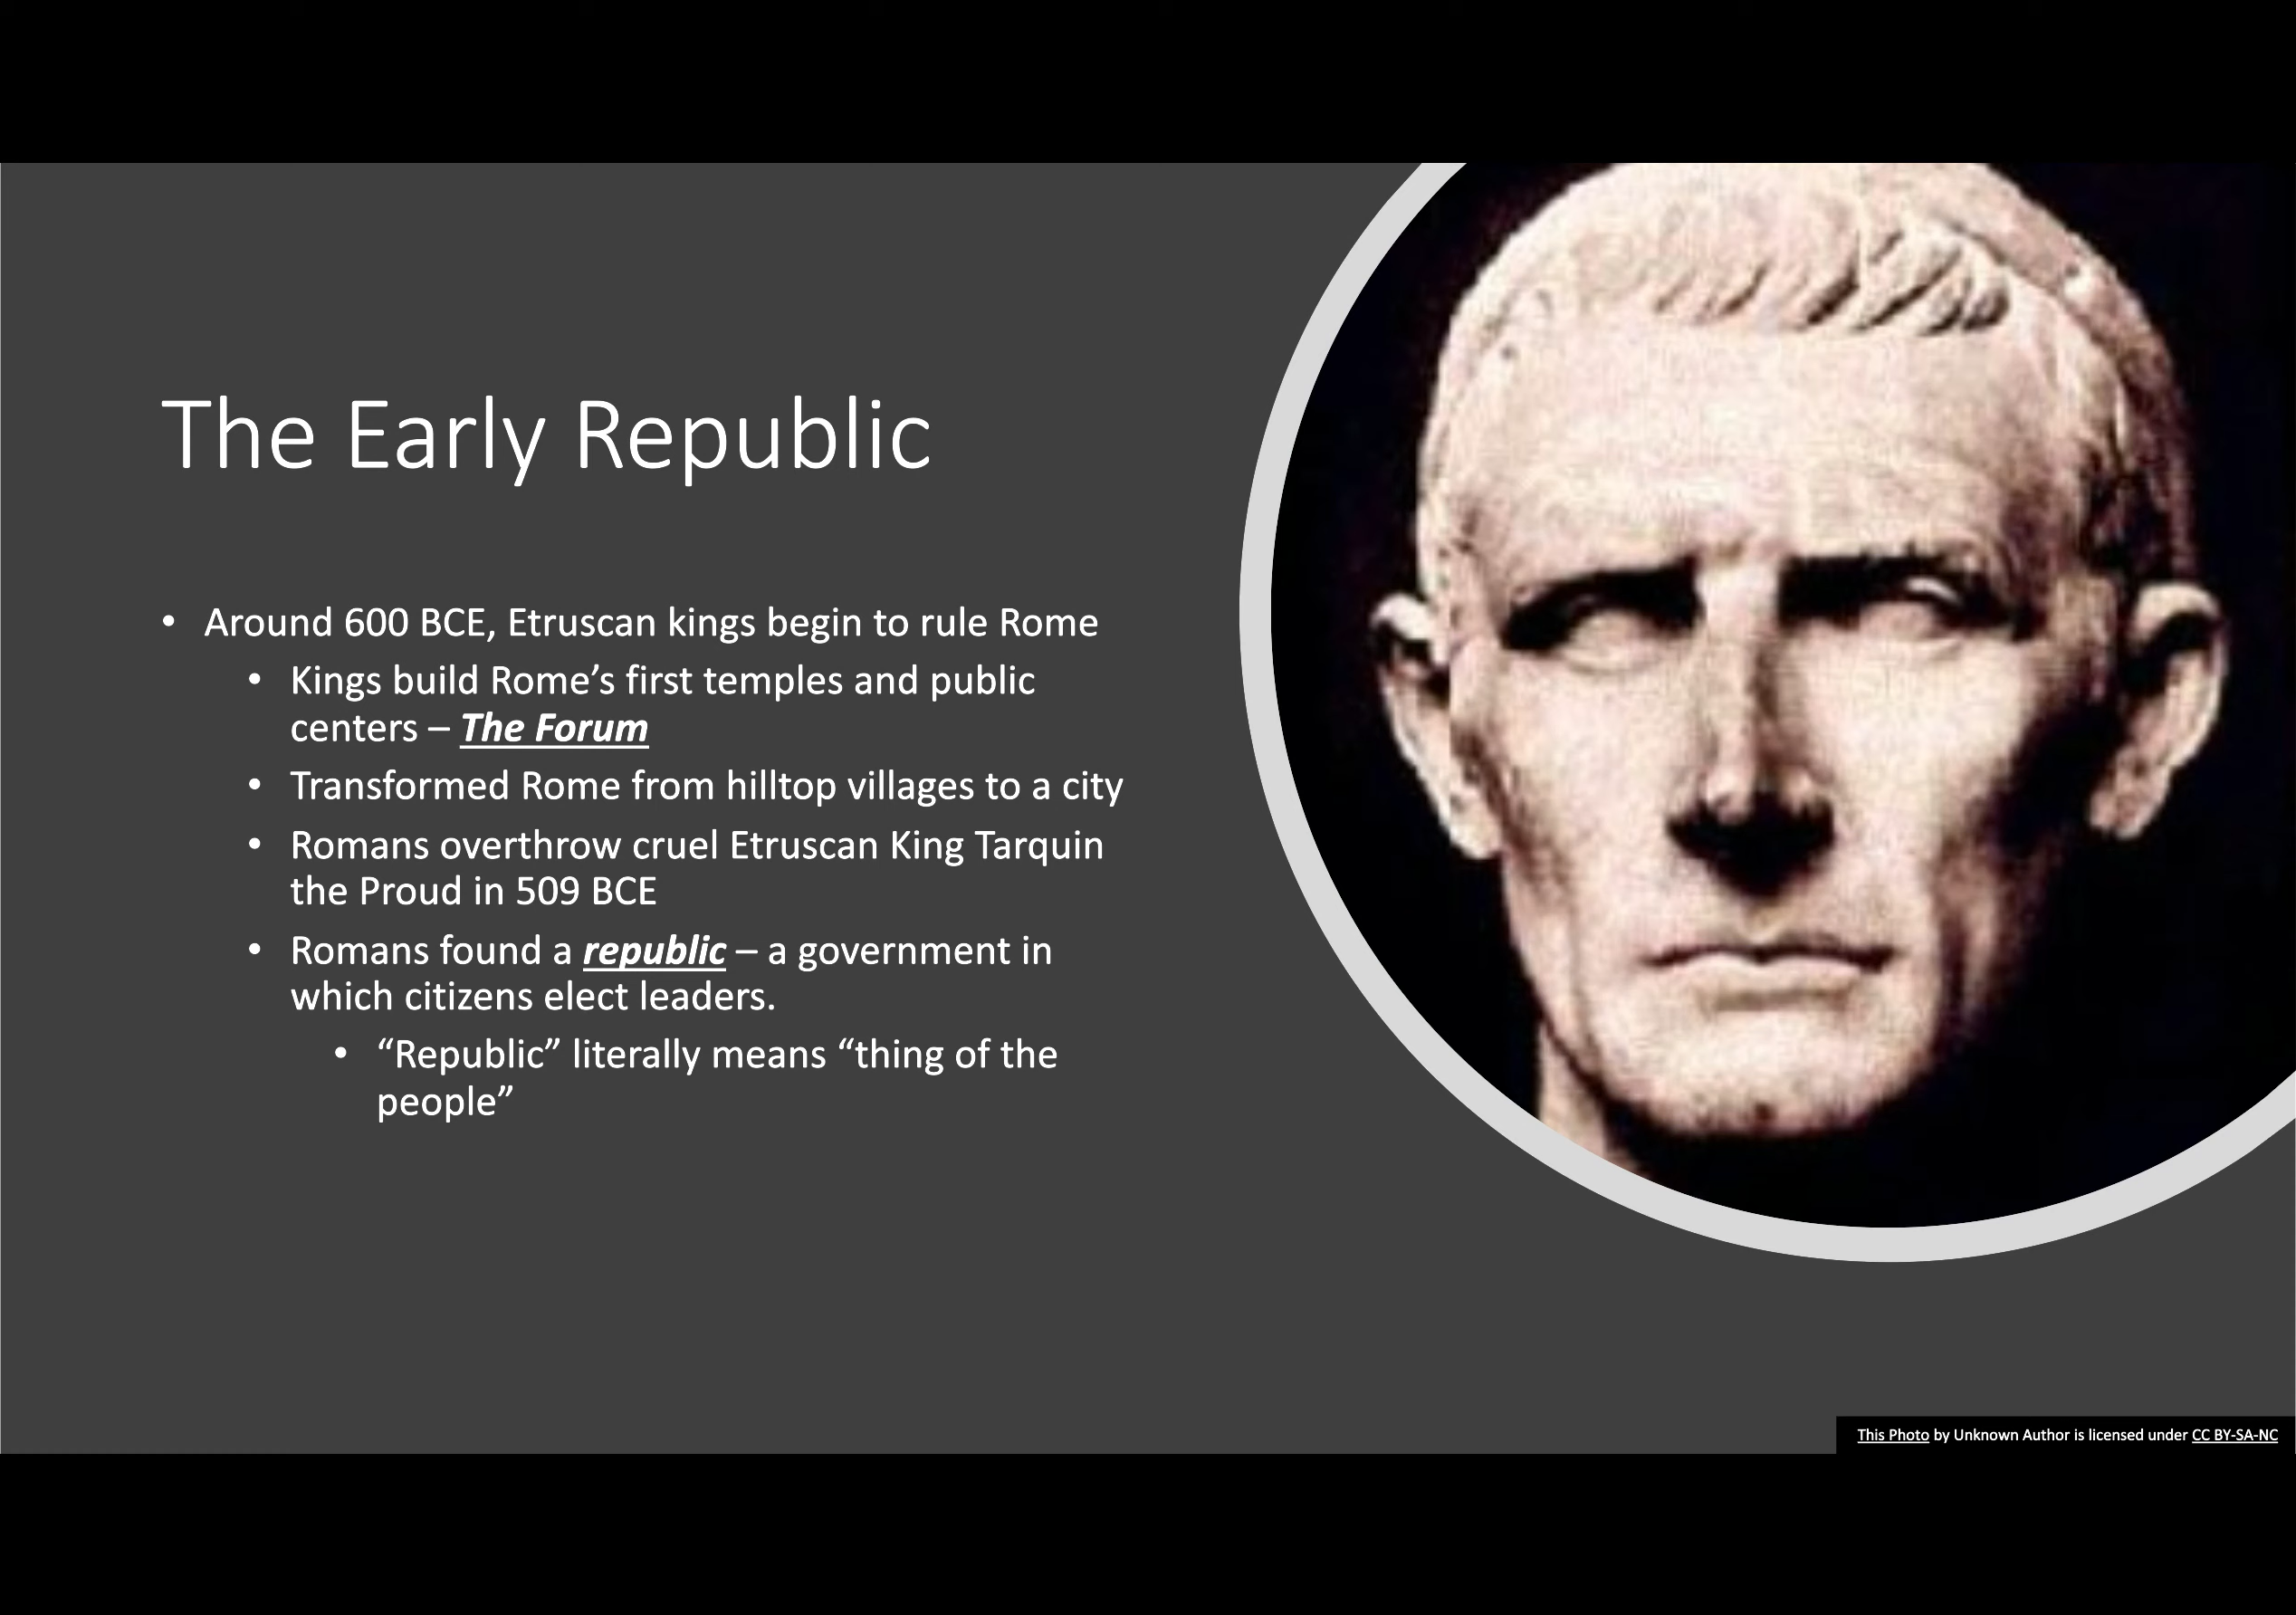 The Early Republic
• Around 600 BCE, Etruscan kings begin to rule Rome
• Kings build Rome’s first temples and public
centers – The Forum
• Transformed Rome from hilltop villages to a city
• Romans overthrow cruel Etruscan King Tarquin
the Proud in 509 BCE
• Romans found a republic – a government in
which citizens elect leaders.
• “Republic” literally means “thing of the
people”
This Photo by Unknown Author is licensed under CC BY-SA-NC